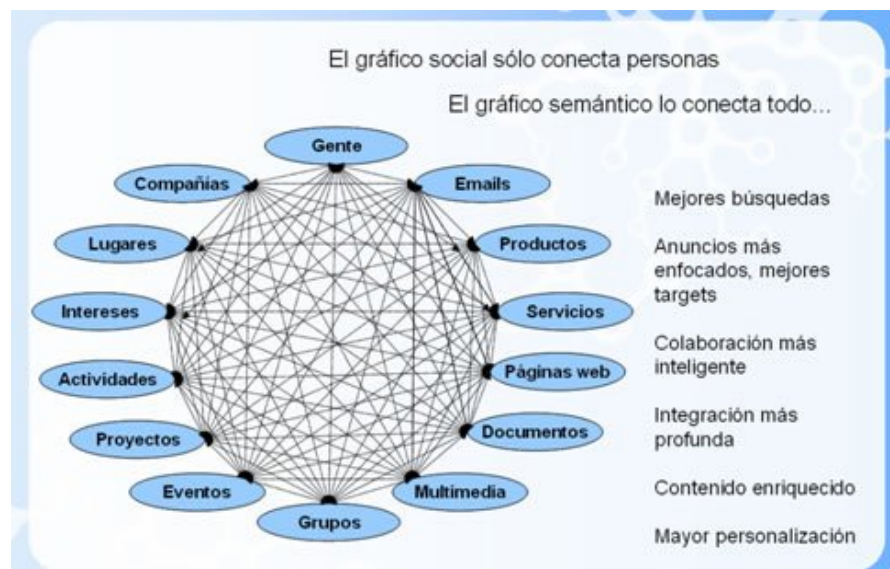 El gráfico social sólo conecta personas
El gráfico semántico lo conecta todo...
Gente
Compañías
Emails
Lugares
Productos
Intereses
Servicios
Actividades
Páginas web
Proyectos
Documentos
Eventos
Multimedia
Grupos
Mejores búsquedas
Anuncios más
enfocados, mejores
targets
Colaboración más
inteligente
Integración más
profunda
Contenido enriquecido
Mayor personalización